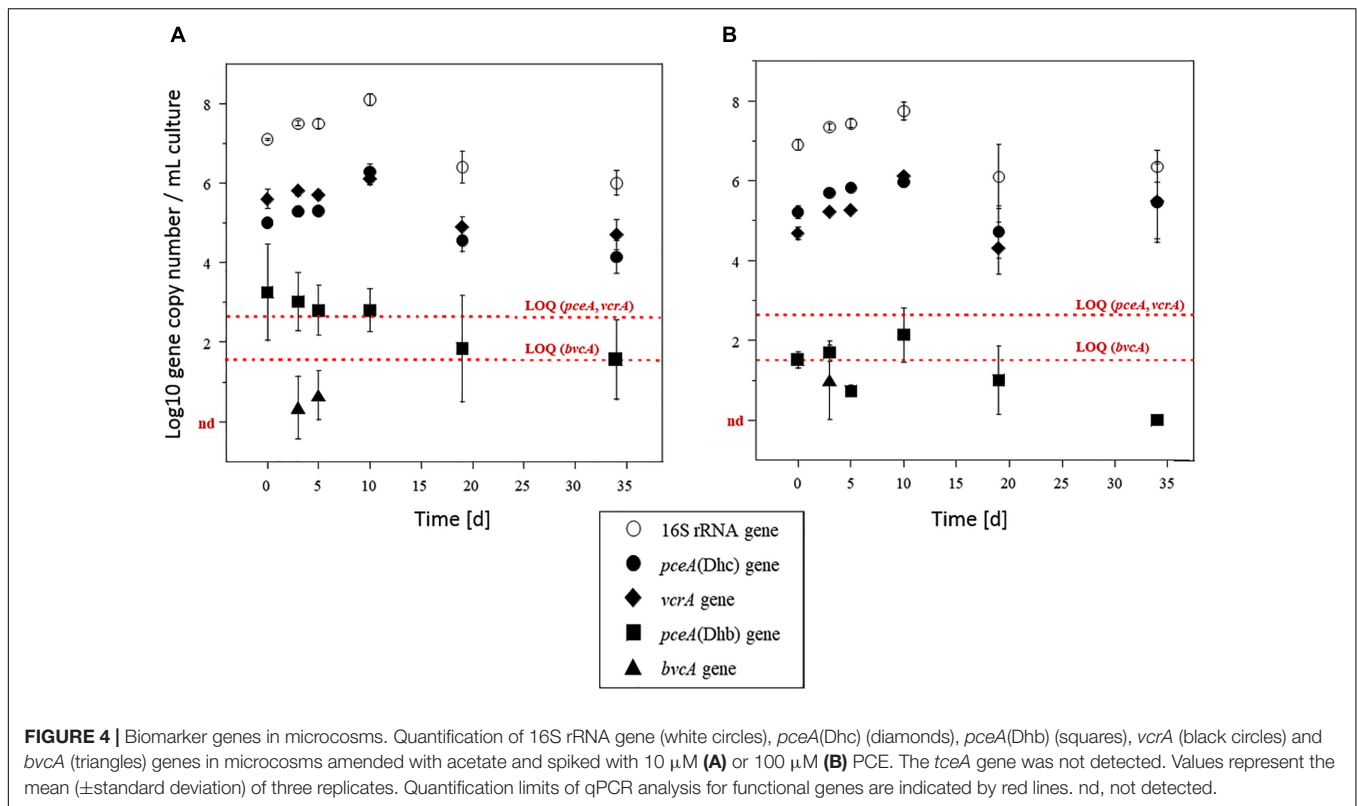 A
B
Log10 gene copy number / mL culture
8
6
4
2
nd
LOQ (pceA, vcrA)
LOQ (bvcA)
0 5 10 15 20 25 30 35
Time [d]
8
6
4
2
nd
LOQ (pceA, vcrA)
LOQ (bvcA)
0 5 10 15 20 25 30 35
Time [d]
16S rRNA gene
pceA(Dhc) gene
vcrA gene
pceA(Dhb) gene
bvcA gene
FIGURE 4 | Biomarker genes in microcosms. Quantification of 16S rRNA gene (white circles), pceA(Dhc) (diamonds), pceA(Dhb) (squares), vcrA (black circles) and
bvcA (triangles) genes in microcosms amended with acetate and spiked with 10 μM (A) or 100 μM (B) PCE. The tceA gene was not detected. Values represent the
mean (±standard deviation) of three replicates. Quantification limits of qPCR analysis for functional genes are indicated by red lines. nd, not detected.